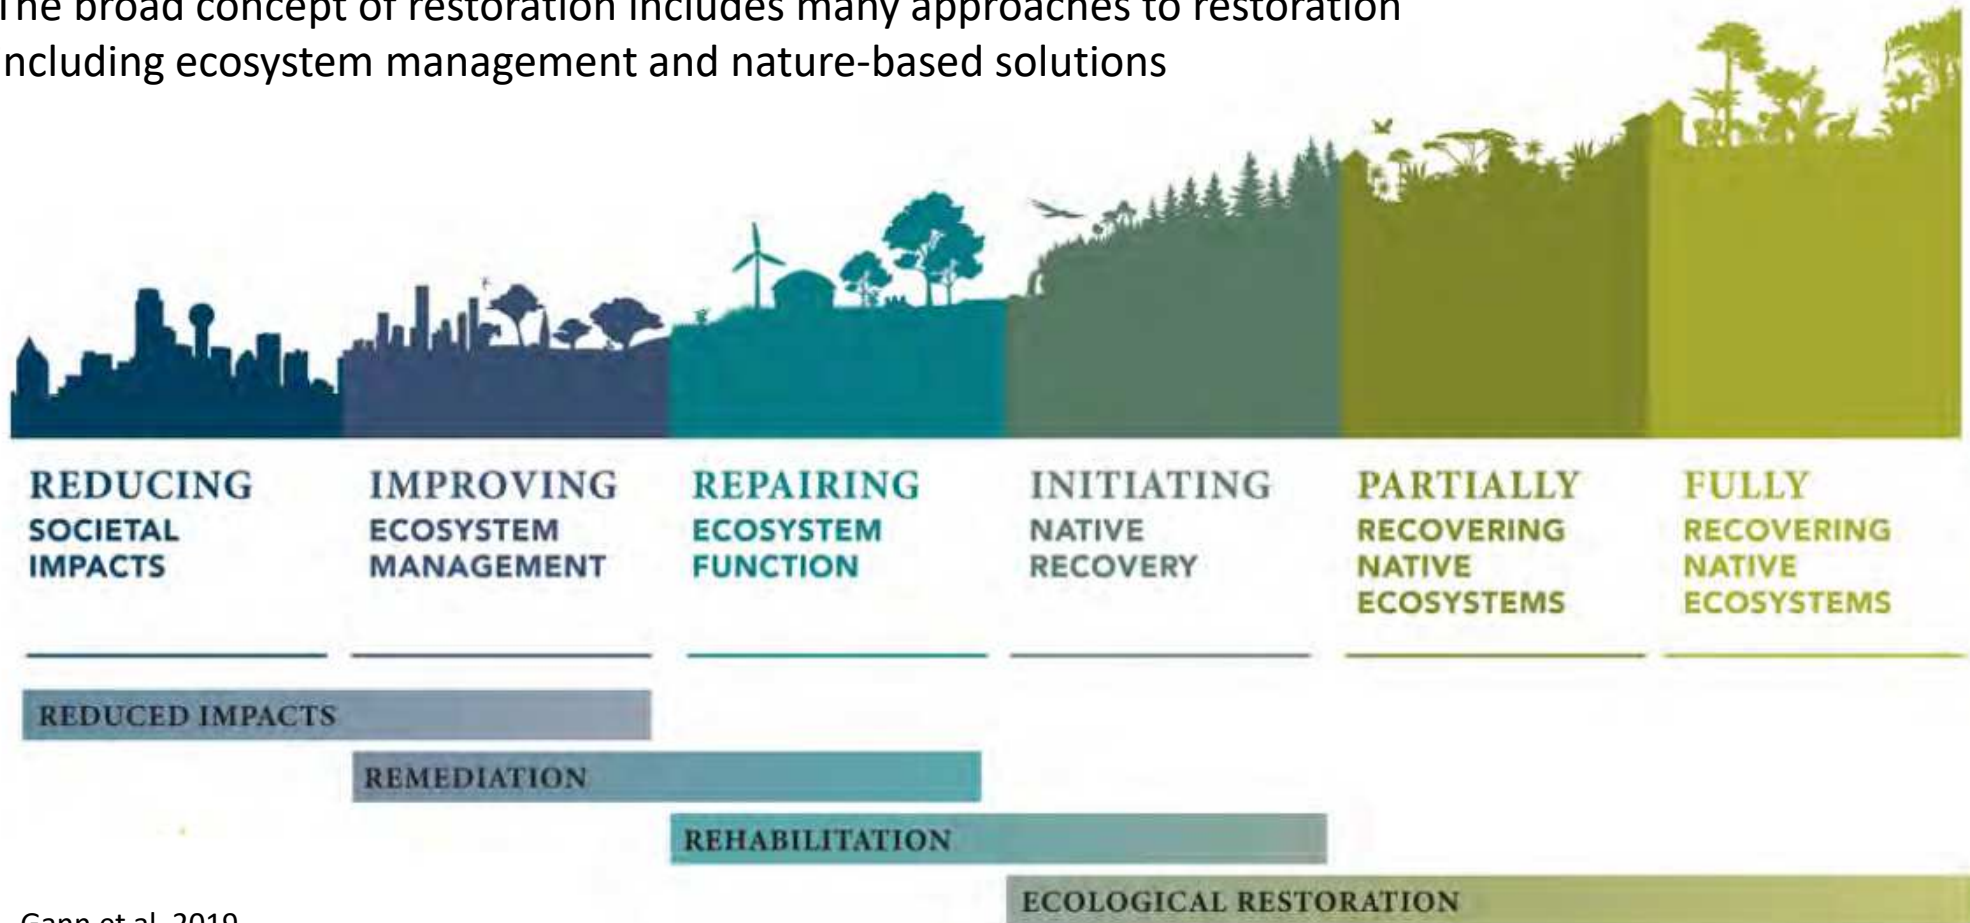 The broad concept of restoration includes many approaches to restoration
including ecosystem management and nature-based solutions
REDUCING
SOCIETAL
IMPACTS
IMPROVING
ECOSYSTEM
MANAGEMENT
REPAIRING
ECOSYSTEM
FUNCTION
INITIATING
NATIVE
RECOVERY
PARTIALLY
RECOVERING
NATIVE
ECOSYSTEMS
FULLY
RECOVERING
NATIVE
ECOSYSTEMS
REDUCED IMPACTS
REMEDIATION
REHABILITATION
ECOLOGICAL RESTORATION
Gann et al. 2019